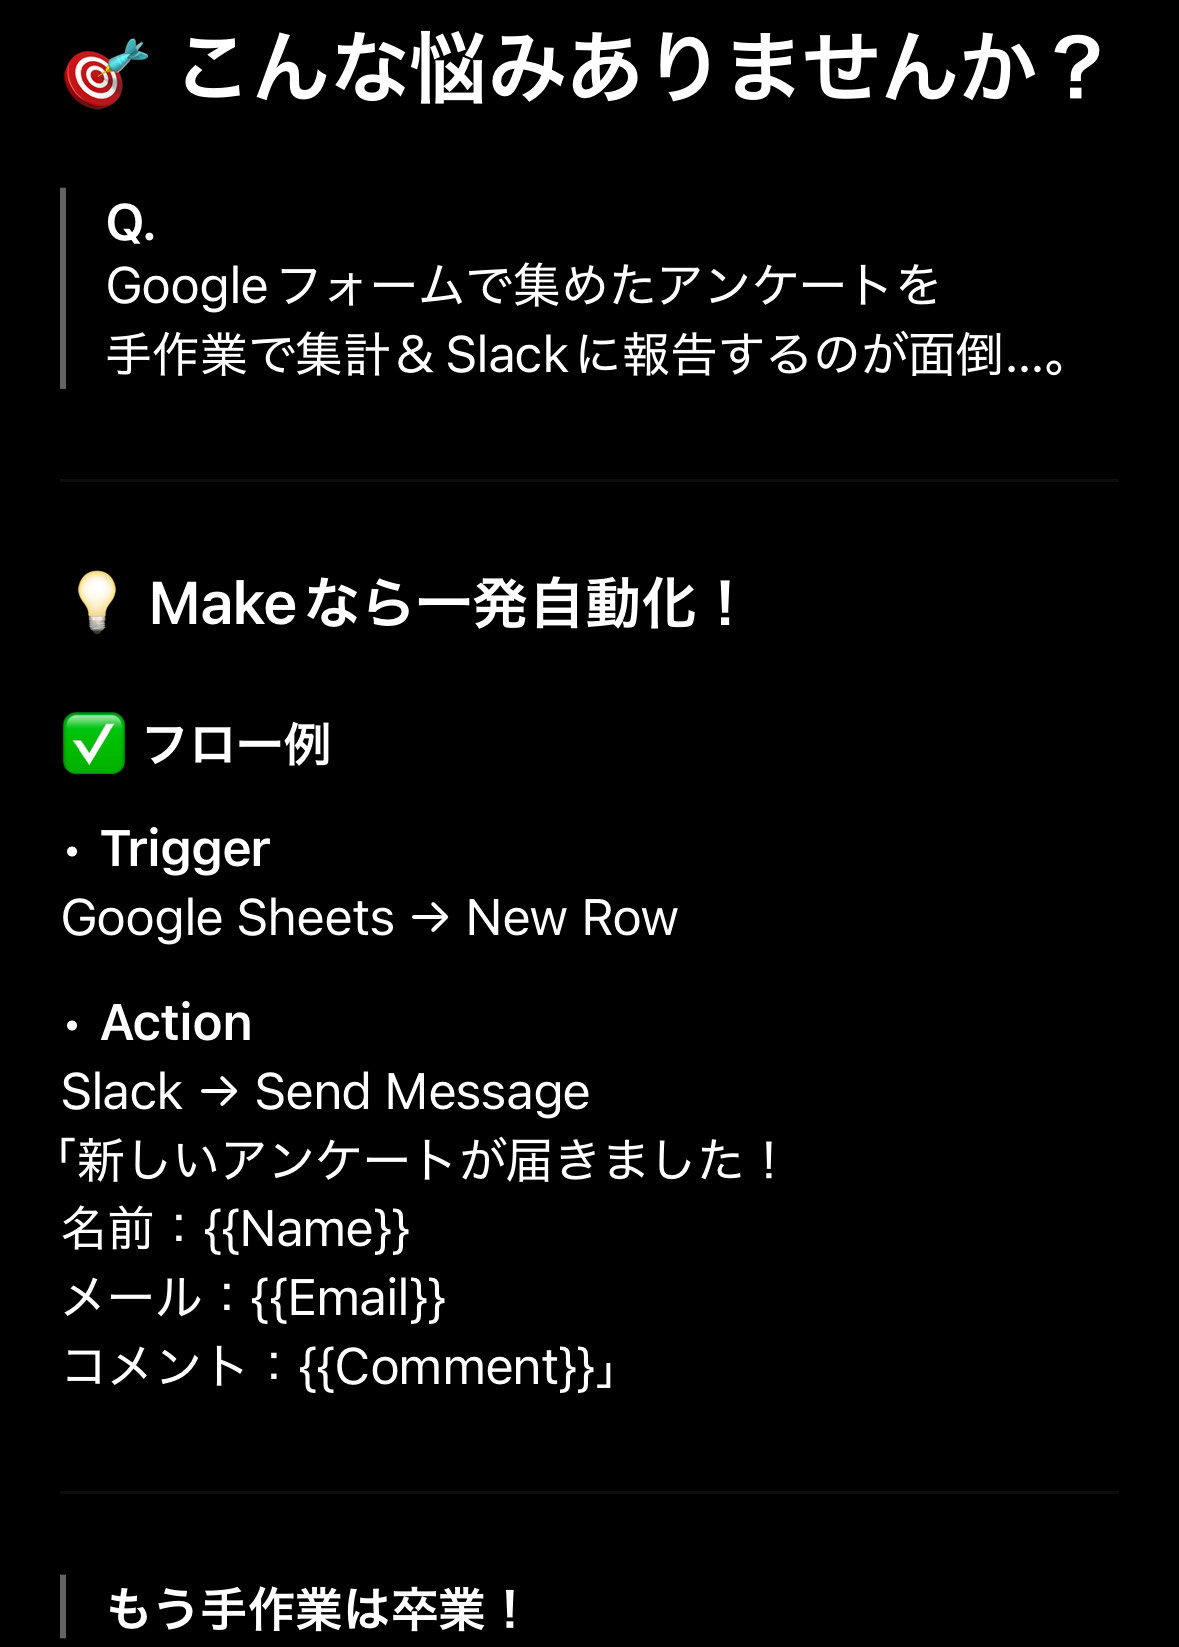 🎯 こんな悩みありませんか？
Q.
Googleフォームで集めたアンケートを
手作業で集計＆Slackに報告するのが面倒…。
💡 Makeなら一発自動化！
✅ フロー例
・Trigger
Google Sheets → New Row
・Action
Slack → Send Message
「新しいアンケートが届きました！
名前：{{Name}}
メール：{{Email}}
コメント：{{Comment}}」
もう手作業は卒業！